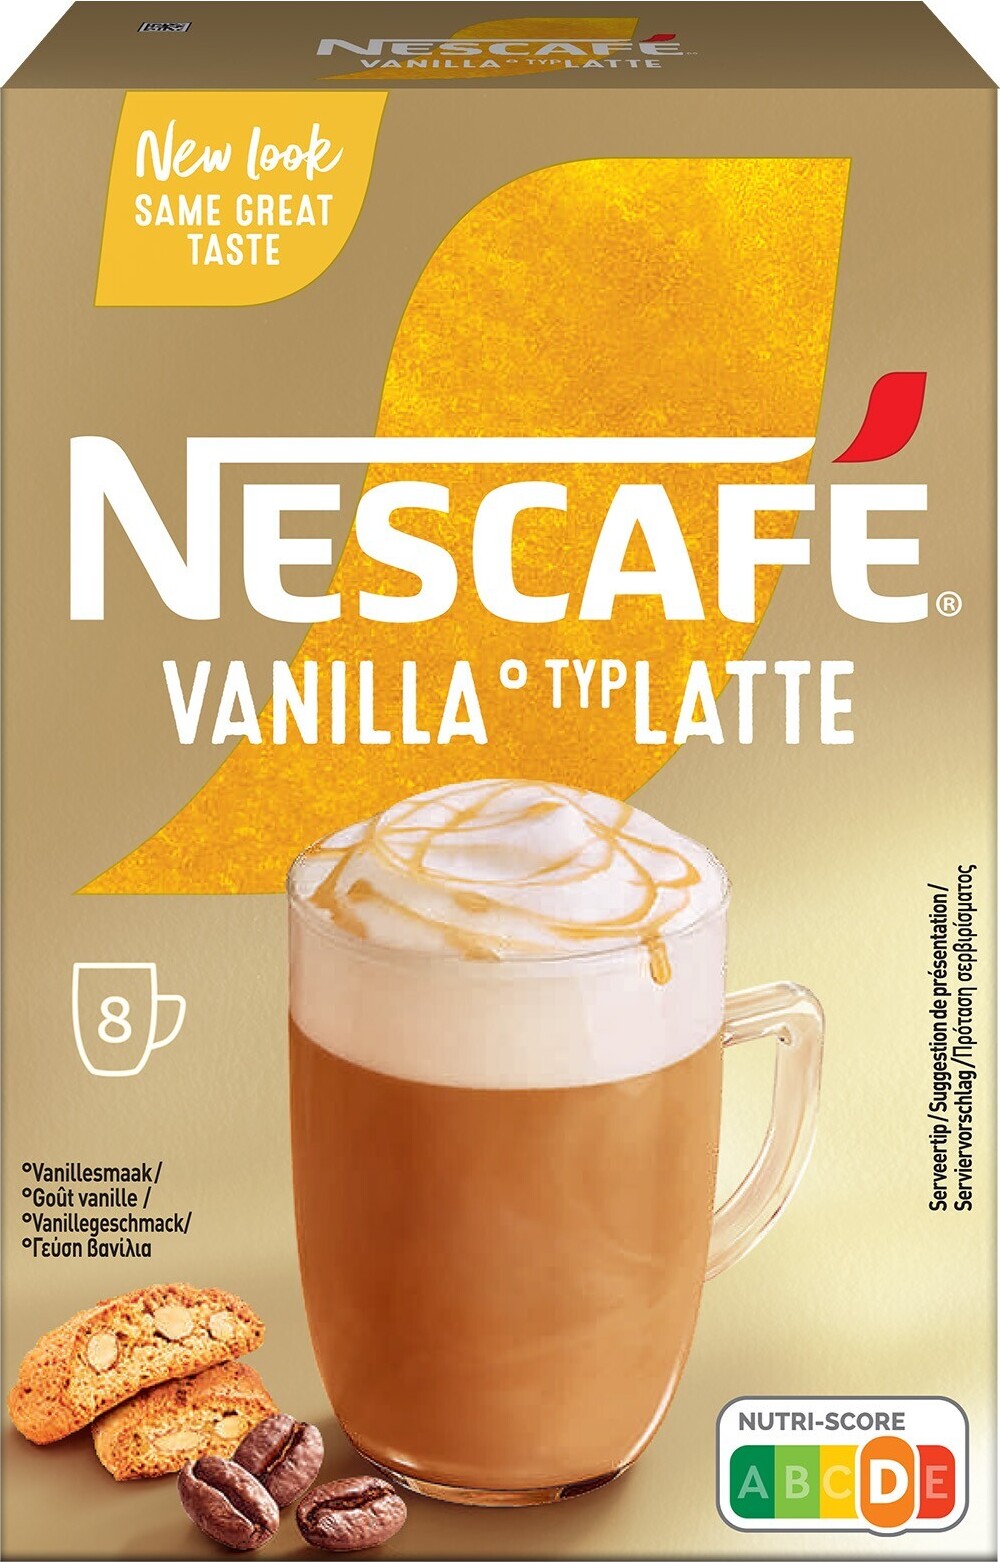 NESCAFÉ
VANILLA° TYP LATTE
New look
SAME GREAT
TASTE
NESCAFÉ®
VANILLA° TYP LATTE
8
°Vanillesmaak/
°Goût vanille /
°Vanillegeschmack/
°Γεύση βανίλια
Serveertip/Suggestion de présentation/
Serviervorschlag/Πρόταση σερβιρίσματος
NUTRI-SCORE
A B C D E